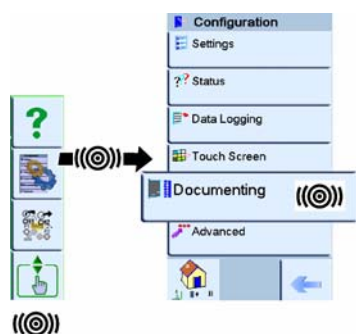 Configuration
Settings
?? Status
Data Logging
Touch Screen
Documenting
Advanced
?